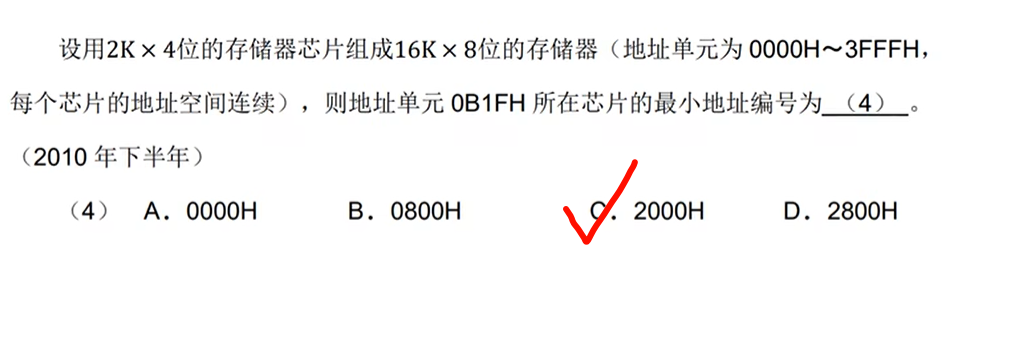 设用2K×4位的存储器芯片组成16K×8位的存储器（地址单元为 0000H～3FFFH，
每个芯片的地址空间连续），则地址单元 0B1FH 所在芯片的最小地址编号为 （4） 。
（2010 年下半年）
（4） A．0000H B．0800H C．2000H D．2800H